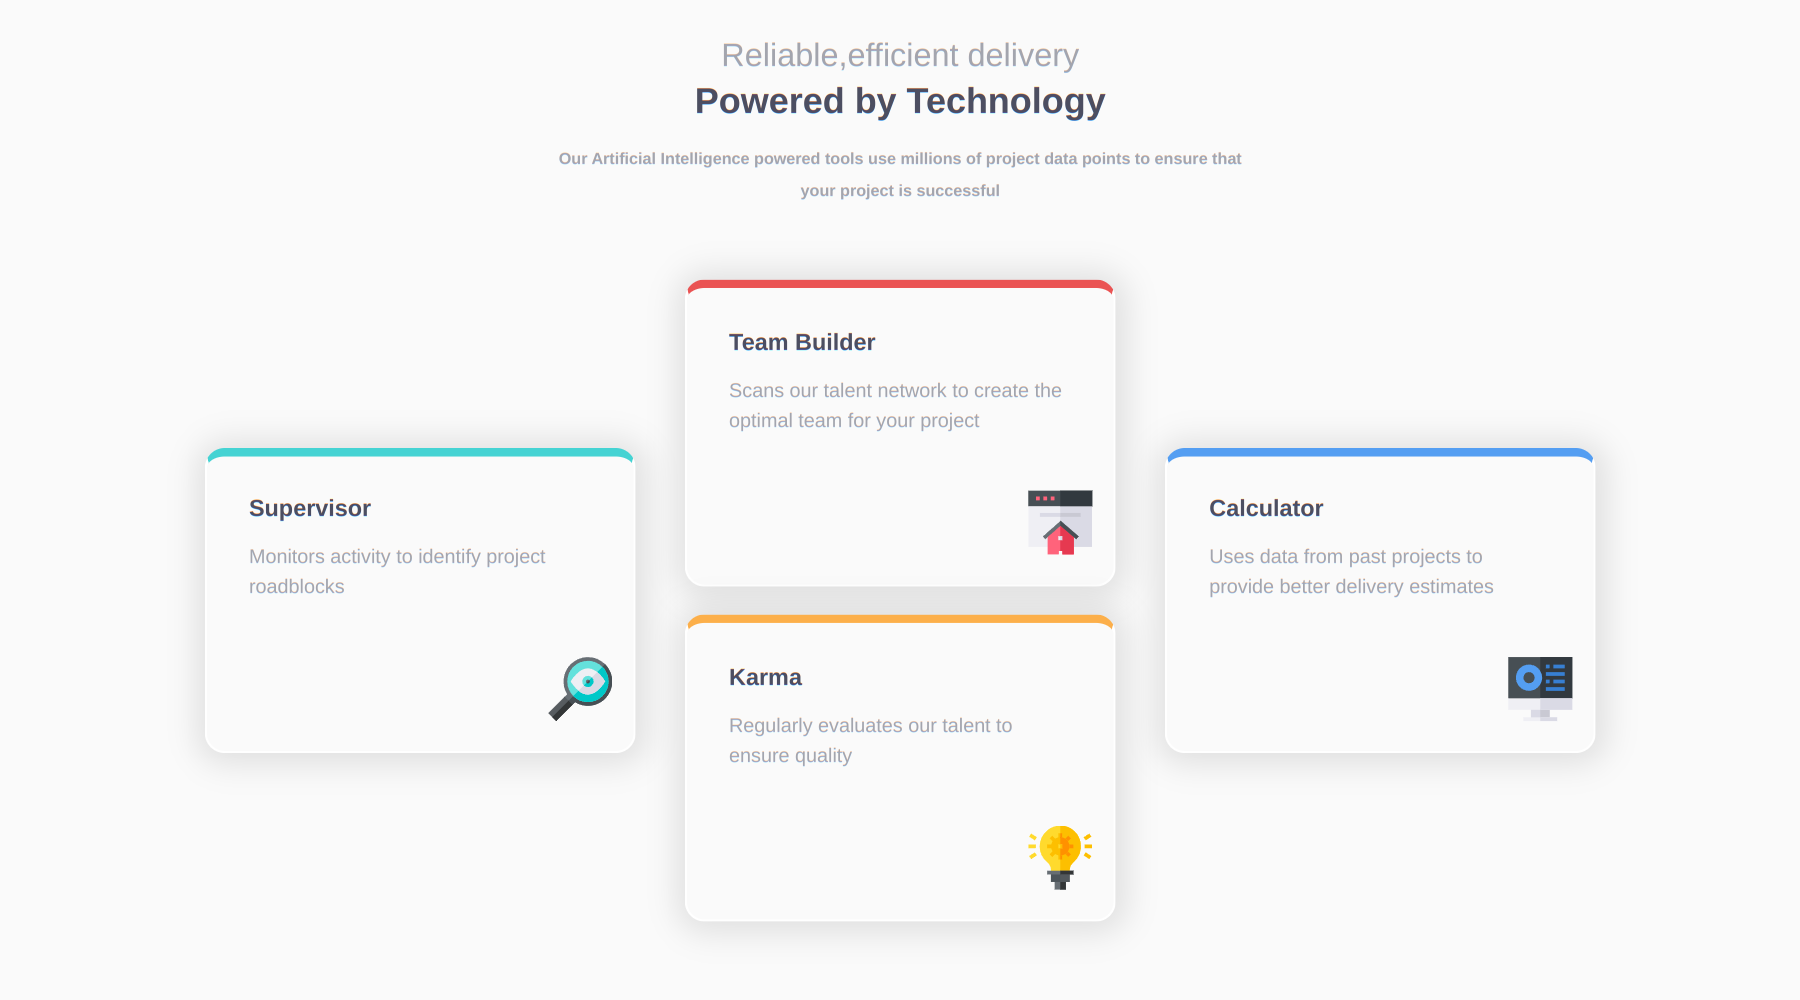 Reliable,efficient delivery
Powered by Technology
Our Artificial Intelligence powered tools use millions of project data points to ensure that
your project is successful
Supervisor
Monitors activity to identify project
roadblocks
Team Builder
Scans our talent network to create the
optimal team for your project
Karma
Regularly evaluates our talent to
ensure quality
Calculator
Uses data from past projects to
provide better delivery estimates